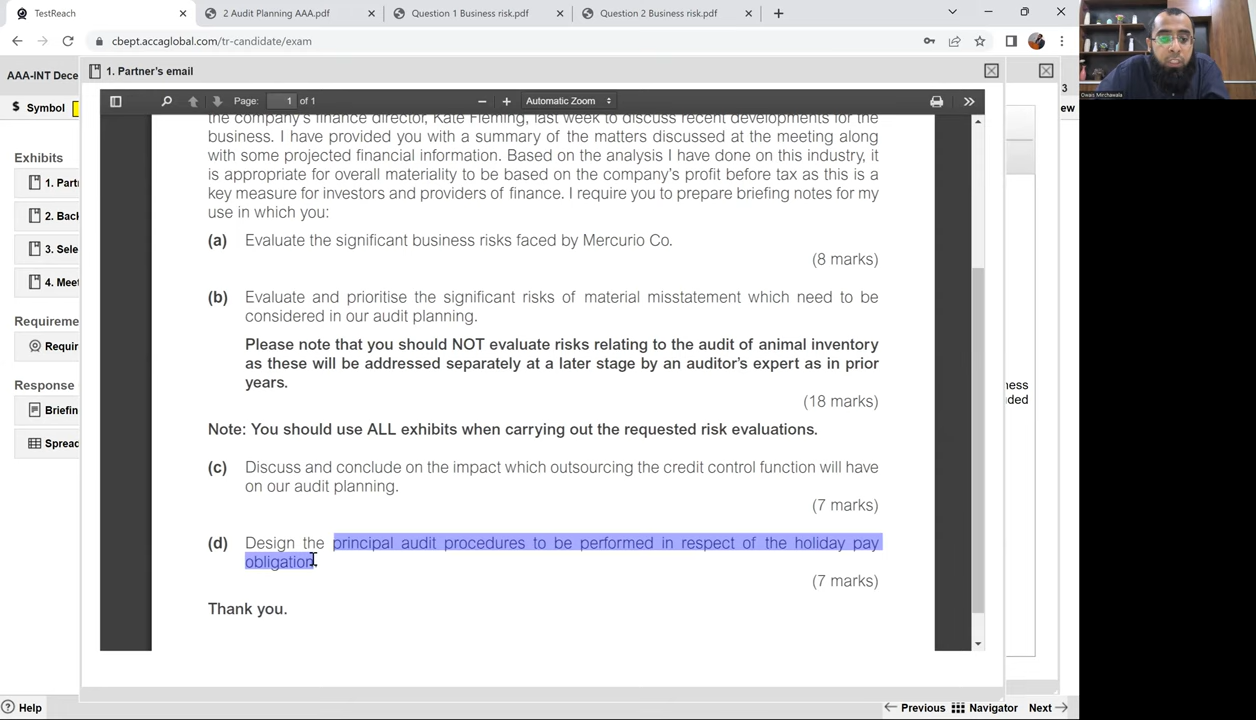 TestReach
2 Audit Planning AAA.pdf
Question 1 Business risk.pdf
Question 2 Business risk.pdf
cbept.accaglobal.com/tr-candidate/exam
AAA-INT Dece
1. Partner's email
3
$ Symbol
ew
Page: 1 of 1
Automatic Zoom
Dwais Mirchawala
Exhibits
1. Part
2. Back
3. Sele
4. Meet
Requireme
Requir
Response
Briefin
Spread
the company's finance director, Kate Fleming, last week to discuss recent developments for the
business. I have provided you with a summary of the matters discussed at the meeting along
with some projected financial information. Based on the analysis I have done on this industry, it
is appropriate for overall materiality to be based on the company's profit before tax as this is a
key measure for investors and providers of finance. I require you to prepare briefing notes for my
use in which you:
(a) Evaluate the significant business risks faced by Mercurio Co.
(8 marks)
(b) Evaluate and prioritise the significant risks of material misstatement which need to be
considered in our audit planning.
Please note that you should NOT evaluate risks relating to the audit of animal inventory
as these will be addressed separately at a later stage by an auditor's expert as in prior
years.
(18 marks)
Note: You should use ALL exhibits when carrying out the requested risk evaluations.
(c) Discuss and conclude on the impact which outsourcing the credit control function will have
on our audit planning.
(7 marks)
(d) Design the principal audit procedures to be performed in respect of the holiday pay
obligation
(7 marks)
Thank you.
ness
ded
Help
Previous
Navigator
Next